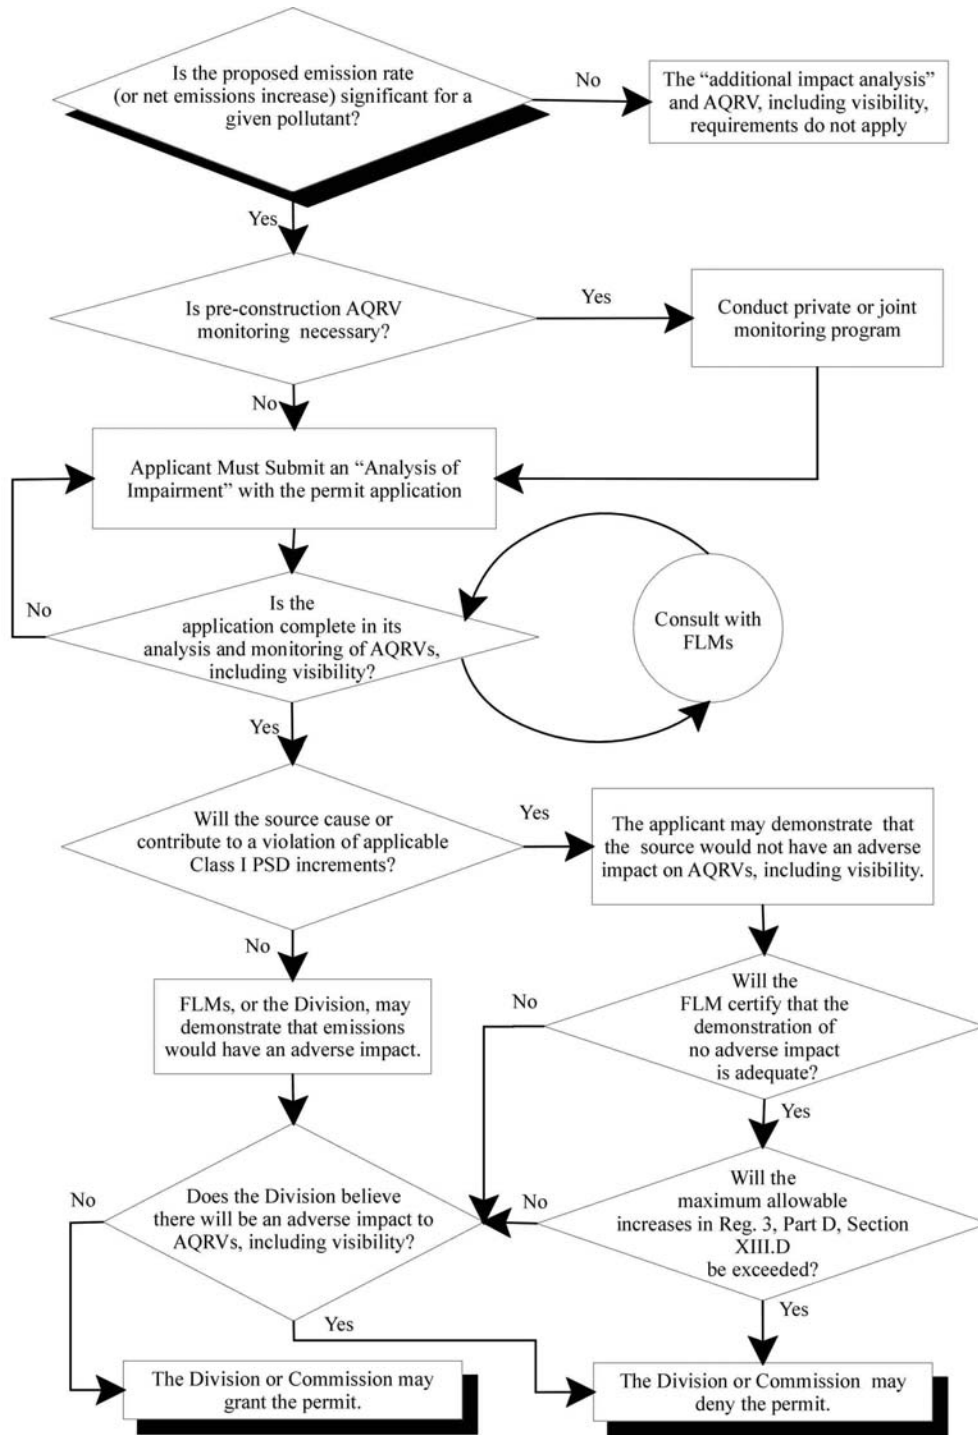 Is the proposed emission rate
(or net emissions increase) significant for a
given pollutant?
No
The “additional impact analysis”
and AQRV, including visibility,
requirements do not apply
Yes
Is pre-construction AQRV
monitoring necessary?
Yes
Conduct private or joint
monitoring program
No
Applicant Must Submit an “Analysis of
Impairment” with the permit application
No
Is the
application complete in its
analysis and monitoring of AQRVs,
including visibility?
Consult with
FLMs
Yes
Will the source cause or
contribute to a violation of applicable
Class I PSD increments?
Yes
The applicant may demonstrate that
the source would not have an adverse
impact on AQRVs, including visibility.
No
FLMs, or the Division, may
demonstrate that emissions
would have an adverse impact.
No
Will the
FLM certify that the
demonstration of
no adverse impact
is adequate?
Yes
No
Does the Division believe
there will be an adverse impact to
AQRVs, including visibility?
No
Will the
maximum allowable
increases in Reg. 3, Part D, Section
XIII.D
be exceeded?
Yes
Yes
The Division or Commission may
grant the permit.
The Division or Commission may
deny the permit.